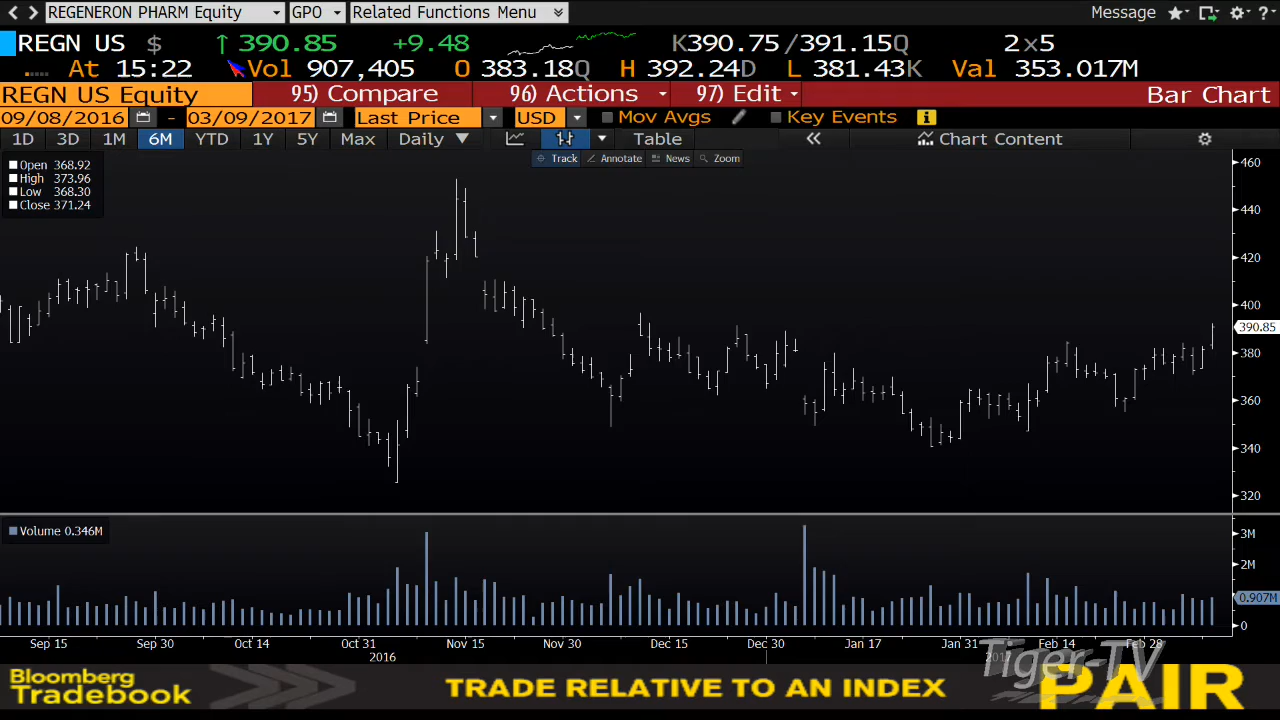 REGENERON PHARM Equity GPO Related Functions Menu Message ?
REGN US $ ↑ 390.85 +9.48 K390.75 /391.15Q 2x5
At 15:22 Vol 907,405 O 383.18Q H 392.24D L 381.43K Val 353.017M
REGN US Equity 95) Compare 96) Actions 97) Edit Bar Chart
09/08/2016 - 03/09/2017 Last Price USD Mov Avgs Key Events i
1D 3D 1M 6M YTD 1Y 5Y Max Daily Table « Chart Content
Track Annotate News Zoom
Open 368.92
High 373.96
Low 368.30
Close 371.24
460
440
420
400
390.85
380
360
340
320
Volume 0.346M
3M
2M
0.907M
0
Sep 15 Sep 30 Oct 14 Oct 31 Nov 15 Nov 30 Dec 15 Dec 30 Jan 17 Jan 31 Feb 14 Feb 28
2016
Tiger-TV
Bloomberg
Tradebook
TRADE RELATIVE TO AN INDEX
PAIR